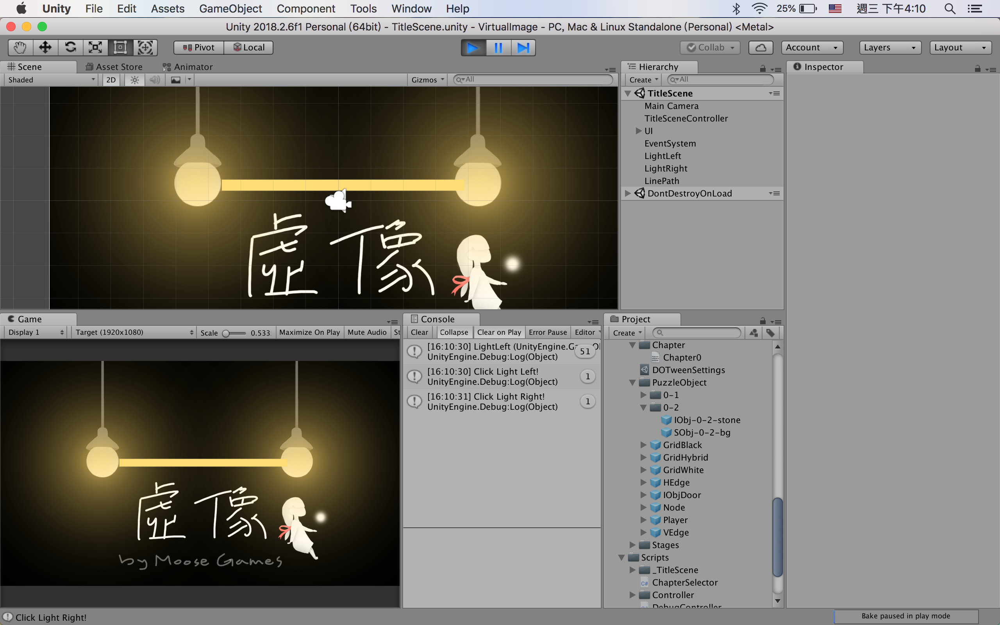 Unity File Edit Assets GameObject Component Tools Window Help 25% 週三 下午4:10
Unity 2018.2.6f1 Personal (64bit) - TitleScene.unity - VirtualImage - PC, Mac & Linux Standalone (Personal) <Metal>
Pivot Local Collab Account Layers Layout
Scene Asset Store Animator
Shaded 2D Gizmos All
虛像
Hierarchy
Create All
TitleScene
Main Camera
TitleSceneController
UI
EventSystem
LightLeft
LightRight
LinePath
DontDestroyOnLoad
Inspector
Game
Display 1 Target (1920x1080) Scale 0.533 Maximize On Play Mute Audio St
虛像
by Moose Games
Console
Clear Collapse Clear on Play Error Pause Editor
[16:10:30] LightLeft (UnityEngine.Ga 51
UnityEngine.Debug:Log(Object)
[16:10:30] Click Light Left! 1
UnityEngine.Debug:Log(Object)
[16:10:31] Click Light Right! 1
UnityEngine.Debug:Log(Object)
Project
Create
Chapter
Chapter0
DOTweenSettings
PuzzleObject
0-1
0-2
IObj-0-2-stone
SObj-0-2-bg
GridBlack
GridHybrid
GridWhite
HEdge
IObjDoor
Node
Player
VEdge
Stages
Scripts
_TitleScene
C# ChapterSelector
Controller
DebugController
Click Light Right!
Bake paused in play mode